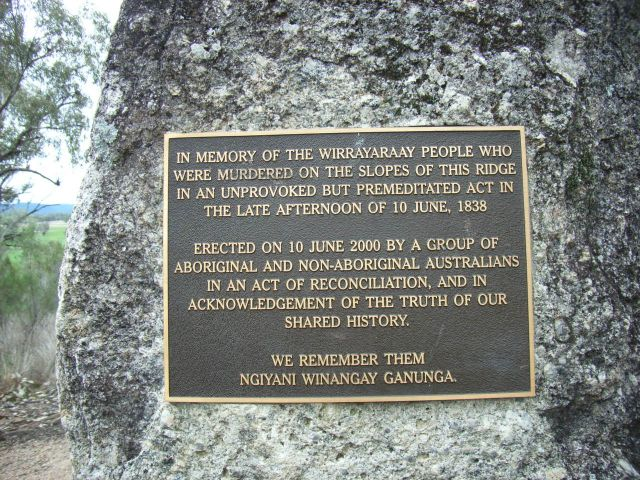 IN MEMORY OF THE WIRRAYARAAY PEOPLE WHO
WERE MURDERED ON THE SLOPES OF THIS RIDGE
IN AN UNPROVOKED BUT PREMEDITATED ACT IN
THE LATE AFTERNOON OF 10 JUNE, 1838
ERECTED ON 10 JUNE 2000 BY A GROUP OF
ABORIGINAL AND NON-ABORIGINAL AUSTRALIANS
IN AN ACT OF RECONCILIATION, AND IN
ACKNOWLEDGEMENT OF THE TRUTH OF OUR
SHARED HISTORY.
WE REMEMBER THEM
NGIYANI WINANGAY GANUNGA.